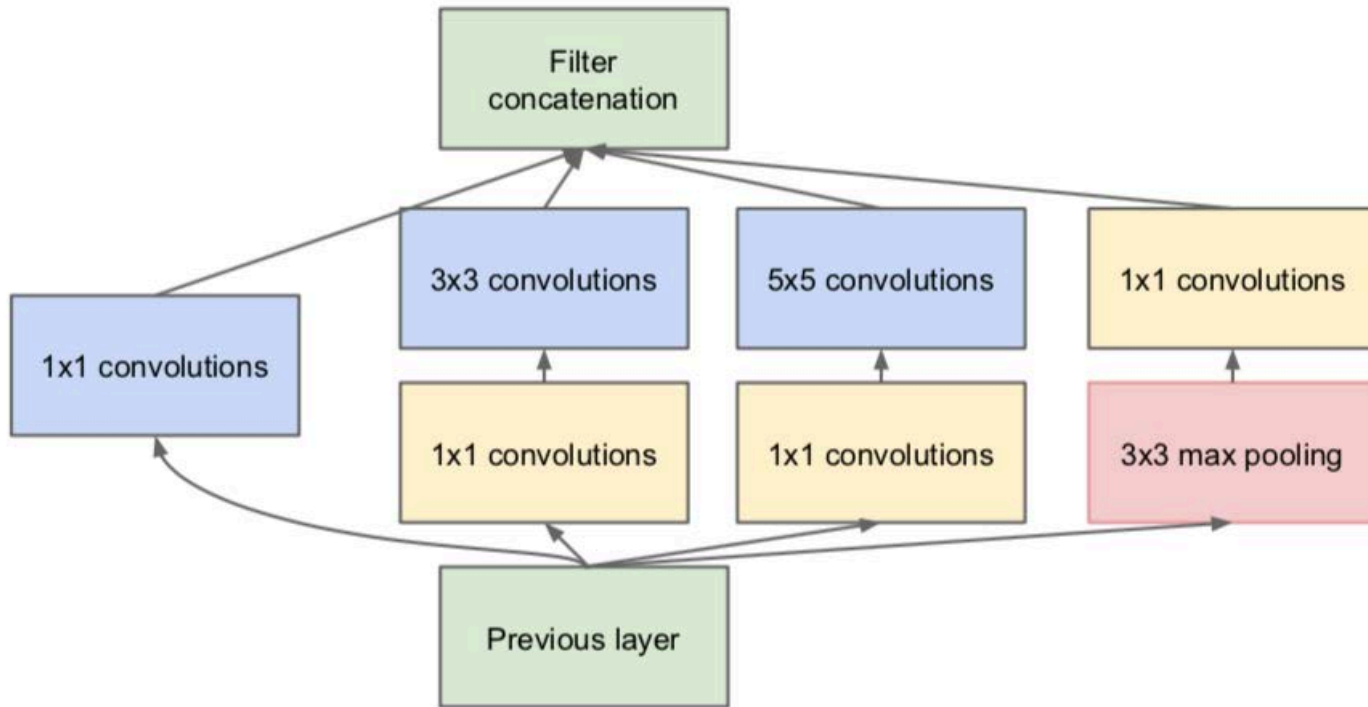 Filter
concatenation
3x3 convolutions
5x5 convolutions
1x1 convolutions
1x1 convolutions
1x1 convolutions
1x1 convolutions
3x3 max pooling
Previous layer